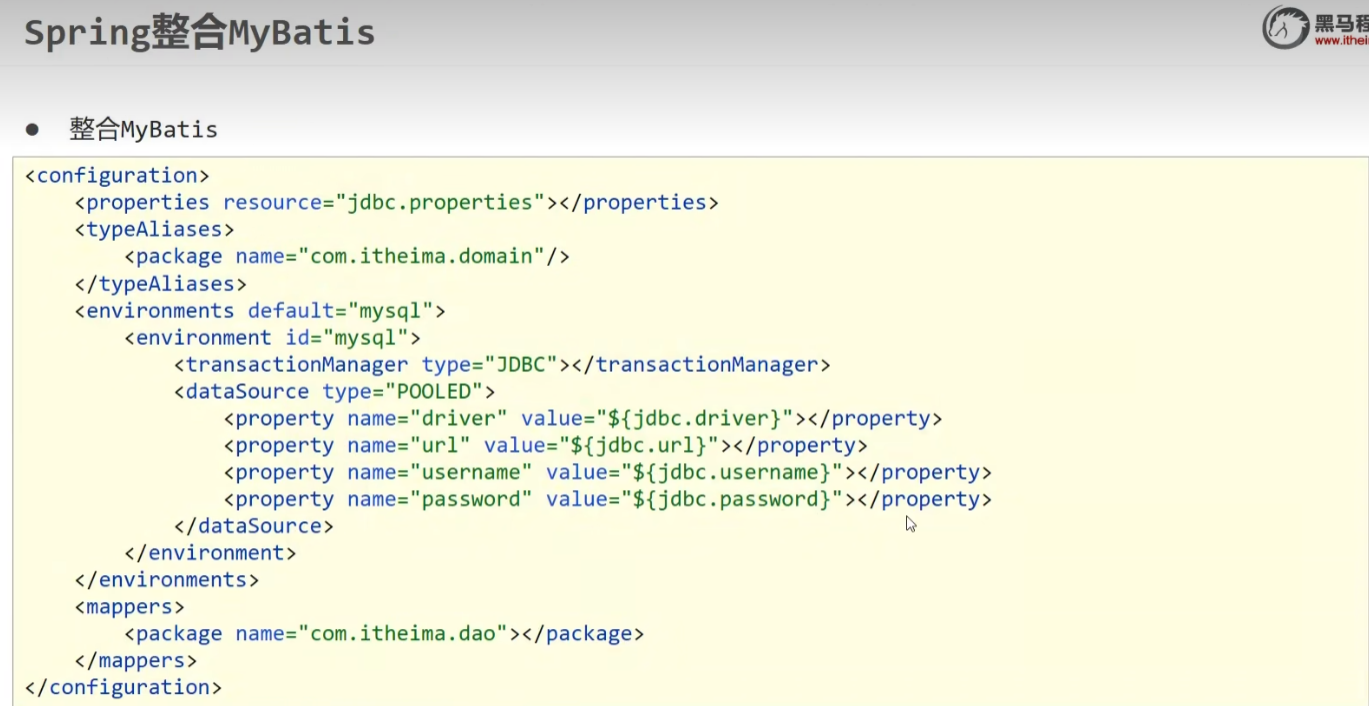 Spring整合MyBatis
黑马程
www.ithei
● 整合MyBatis
<configuration>
    <properties resource="jdbc.properties"></properties>
    <typeAliases>
        <package name="com.itheima.domain"/>
    </typeAliases>
    <environments default="mysql">
        <environment id="mysql">
            <transactionManager type="JDBC"></transactionManager>
            <dataSource type="POOLED">
                <property name="driver" value="${jdbc.driver}"></property>
                <property name="url" value="${jdbc.url}"></property>
                <property name="username" value="${jdbc.username}"></property>
                <property name="password" value="${jdbc.password}"></property>
            </dataSource>
        </environment>
    </environments>
    <mappers>
        <package name="com.itheima.dao"></package>
    </mappers>
</configuration>